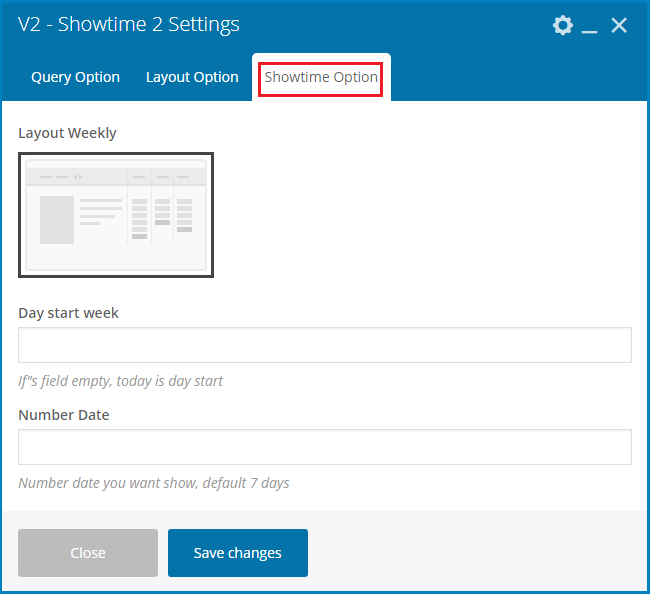 V2 - Showtime 2 Settings
Query Option
Layout Option
Showtime Option
Layout Weekly
Day start week
If"s field empty, today is day start
Number Date
Number date you want show, default 7 days
Close
Save changes